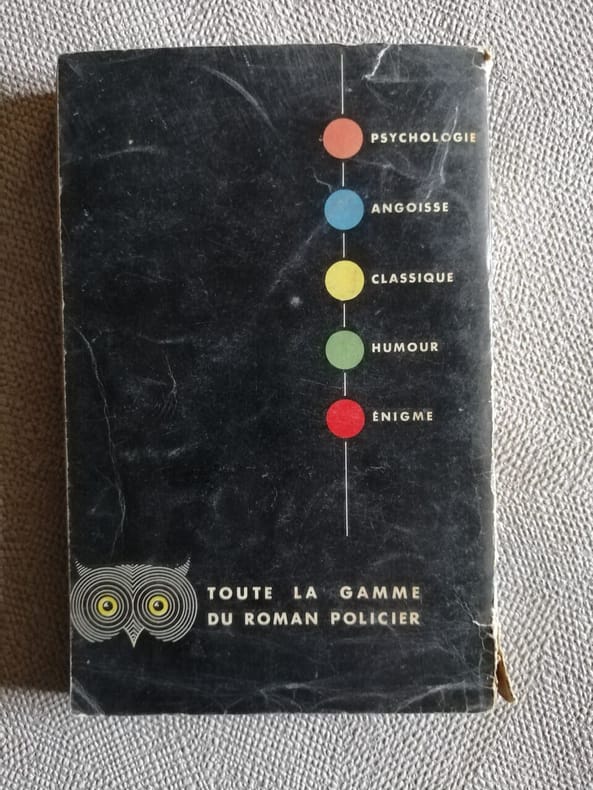 PSYCHOLOGIE
ANGOISSE
CLASSIQUE
HUMOUR
ÉNIGME
TOUTE LA GAMME
DU ROMAN POLICIER